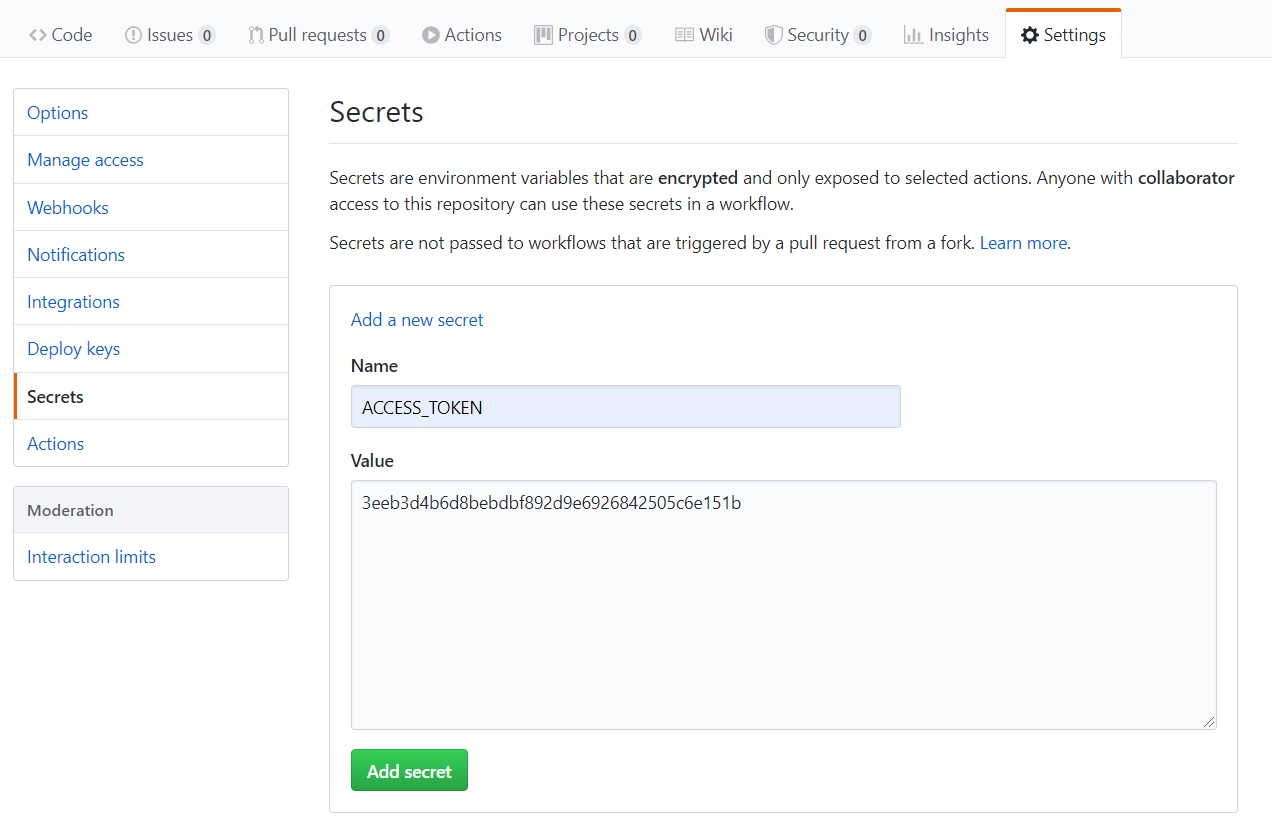 Code Issues 0 Pull requests 0 Actions Projects 0 Wiki Security 0 Insights Settings
Options
Manage access
Webhooks
Notifications
Integrations
Deploy keys
Secrets
Actions
Moderation
Interaction limits
Secrets
Secrets are environment variables that are encrypted and only exposed to selected actions. Anyone with collaborator
access to this repository can use these secrets in a workflow.
Secrets are not passed to workflows that are triggered by a pull request from a fork. Learn more.
Add a new secret
Name
ACCESS_TOKEN
Value
3eeb3d4b6d8bebdbf892d9e6926842505c6e151b
Add secret